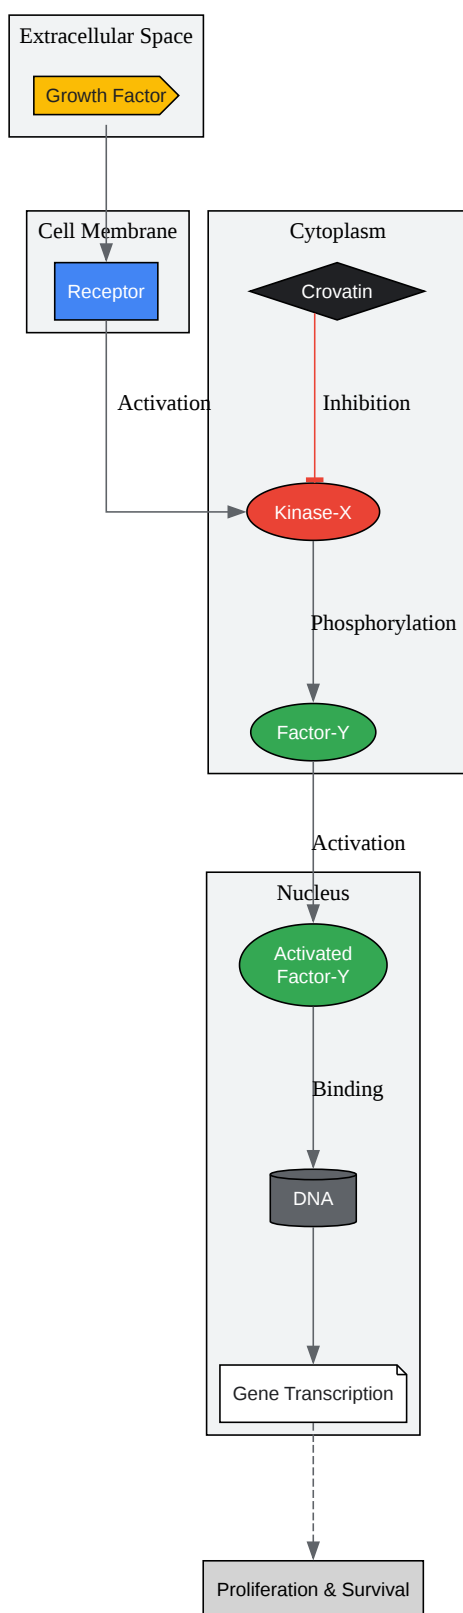 Extracellular Space
Growth Factor
Cell Membrane
Cytoplasm
Receptor
Crovatin
Activation
Inhibition
Kinase-X
Phosphorylation
Factor-Y
Activation
Nucleus
Activated
Factor-Y
Binding
DNA
Gene Transcription
Proliferation & Survival